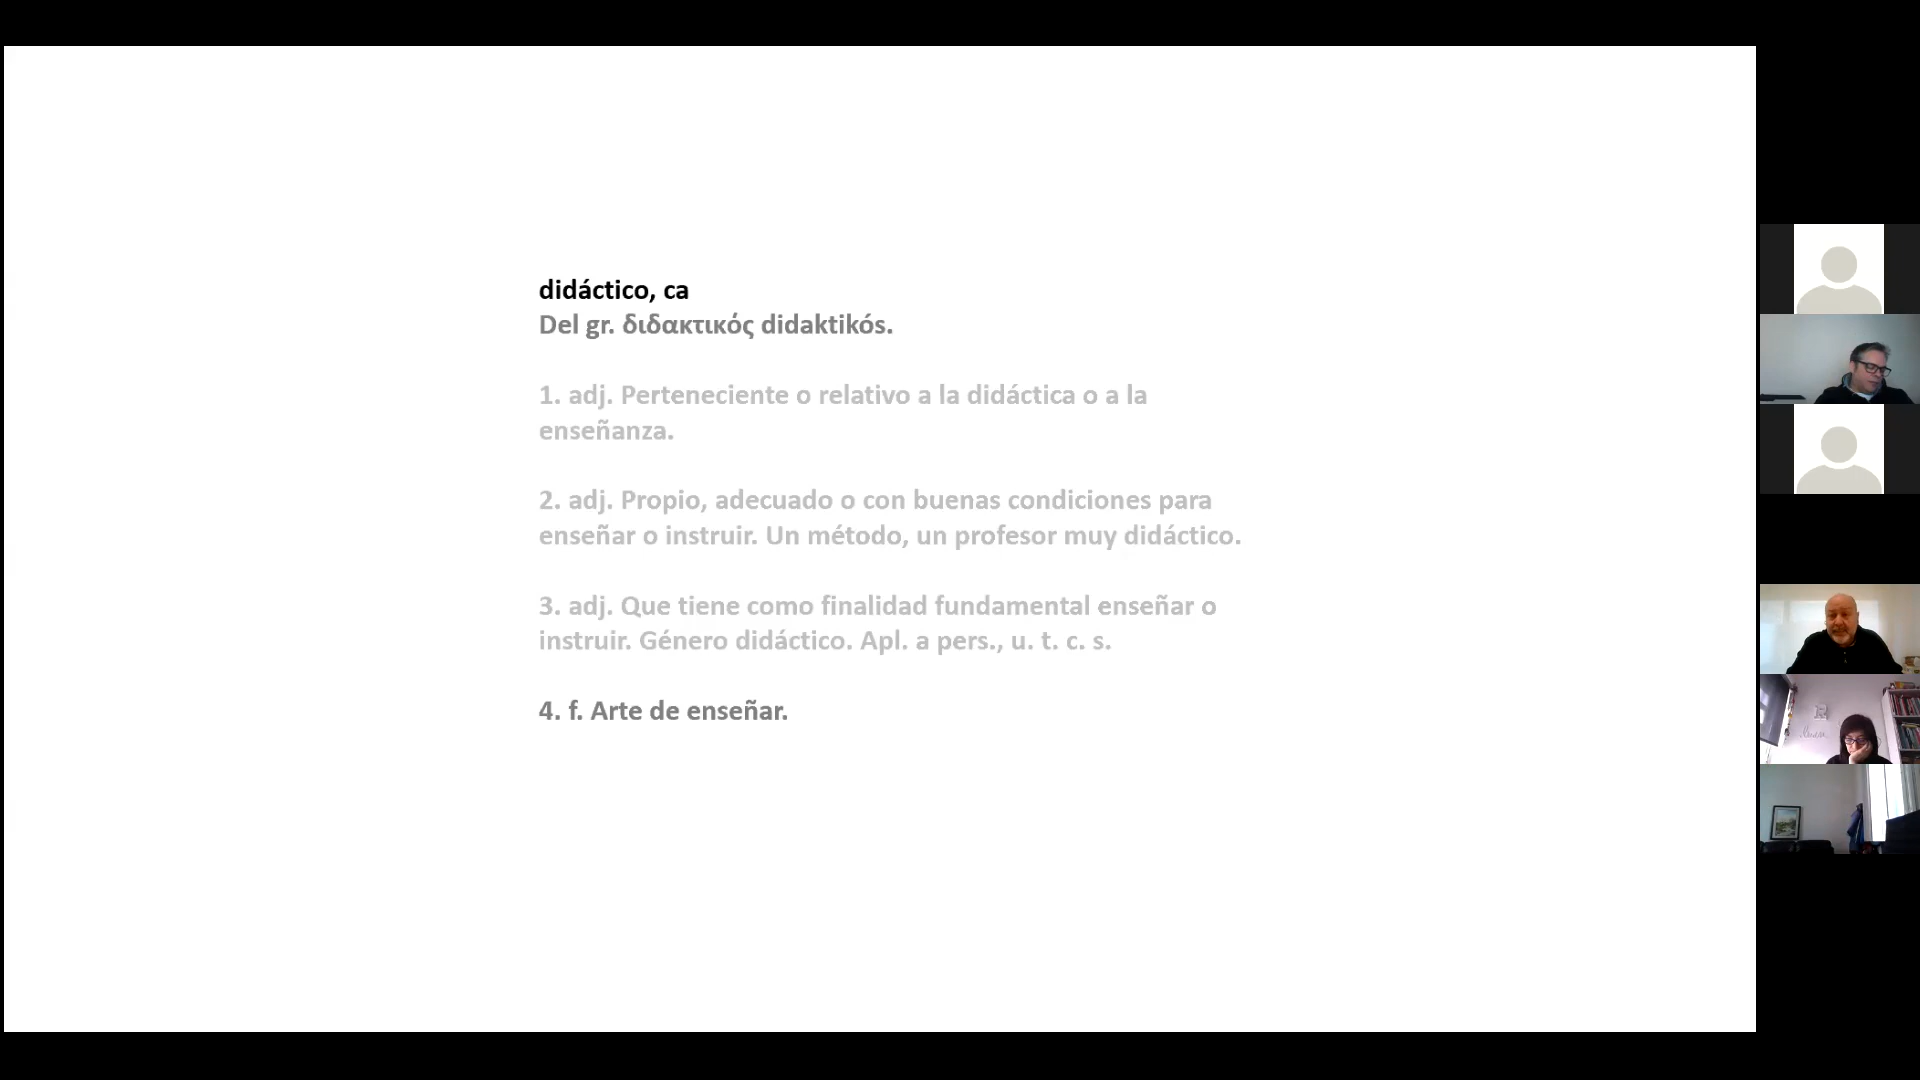 didáctico, ca
Del gr. διδακτικός didaktikós.
1. adj. Perteneciente o relativo a la didáctica o a la
enseñanza.
2. adj. Propio, adecuado o con buenas condiciones para
enseñar o instruir. Un método, un profesor muy didáctico.
3. adj. Que tiene como finalidad fundamental enseñar o
instruir. Género didáctico. Apl. a pers., u. t. c. s.
4. f. Arte de enseñar.